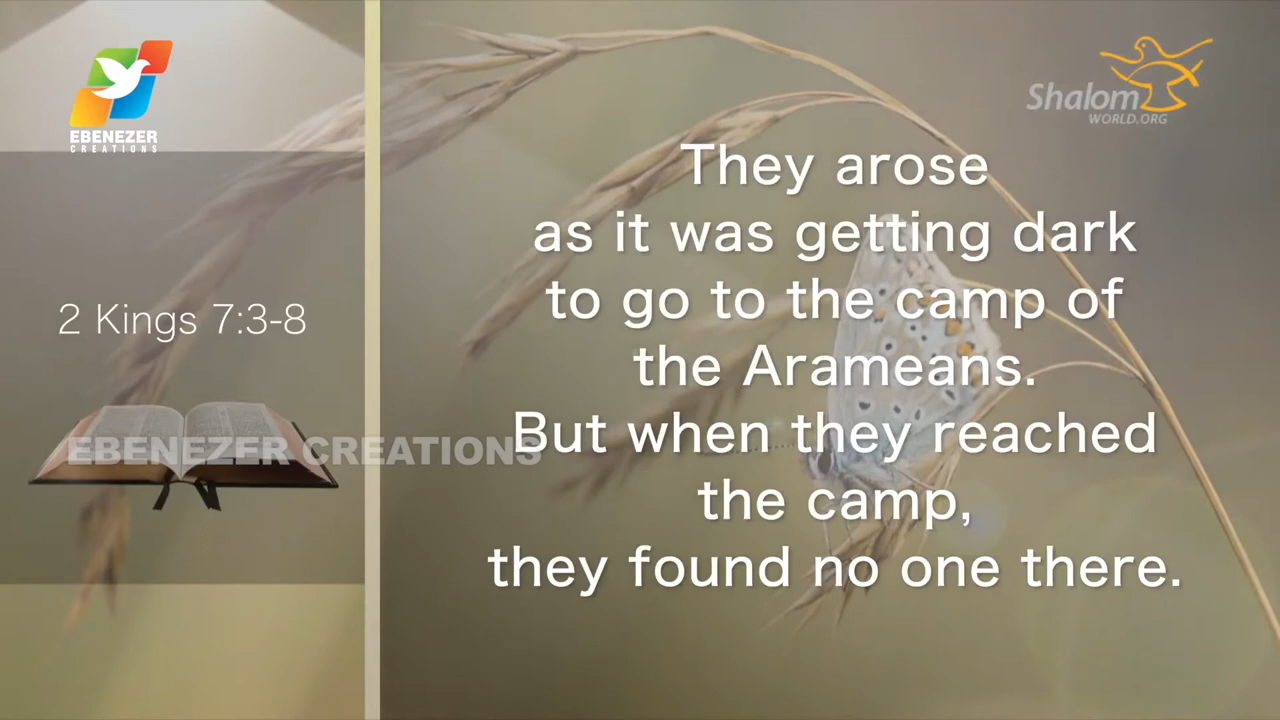 EBENEZER
CREATIONS
Shalom
WORLD.ORG
2 Kings 7:3-8
EBENEZER CREATIONS
They arose
as it was getting dark
to go to the camp of
the Arameans.
But when they reached
the camp,
they found no one there.